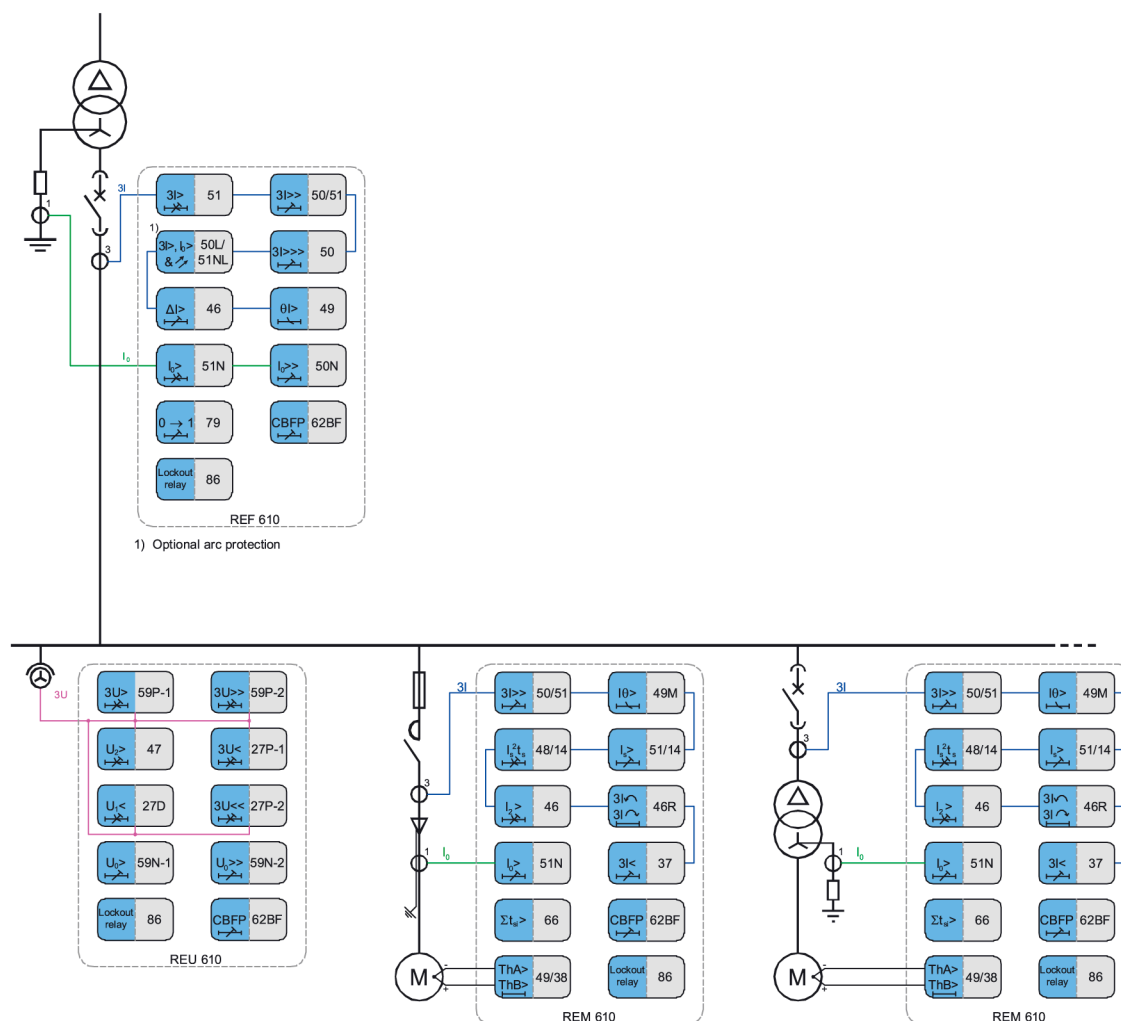 3I
3I>
51
3I>>
50/51
1
1)
3I>, I₀>
&
50L/
51NL
3I>>>
50
3
ΔI>
46
θI>
49
I₀
I₀>
51N
I₀>>
50N
0 → 1
79
CBFP
62BF
Lockout
relay
86
REF 610
1) Optional arc protection
3U
3U>
59P-1
3U>>
59P-2
U₂>
47
3U<
27P-1
U₁<
27D
3U<<
27P-2
U₀>
59N-1
U₀>>
59N-2
Lockout
relay
86
CBFP
62BF
REU 610
3I
3I>>
50/51
Iθ>
49M
Iₛ²tₛ
48/14
Iₛ>
51/14
3
I₂>
46
3I
3I
46R
1
I₀
I₀>
51N
3I<
37
Σtₛᵢ>
66
CBFP
62BF
M
-
+
ThA>
ThB>
49/38
Lockout
relay
86
REM 610
3I
3I>>
50/51
Iθ>
49M
3
Iₛ²tₛ
48/14
Iₛ>
51/14
I₂>
46
3I
3I
46R
1
I₀
I₀>
51N
3I<
37
Σtₛᵢ>
66
CBFP
62BF
M
-
+
ThA>
ThB>
49/38
Lockout
relay
86
REM 610